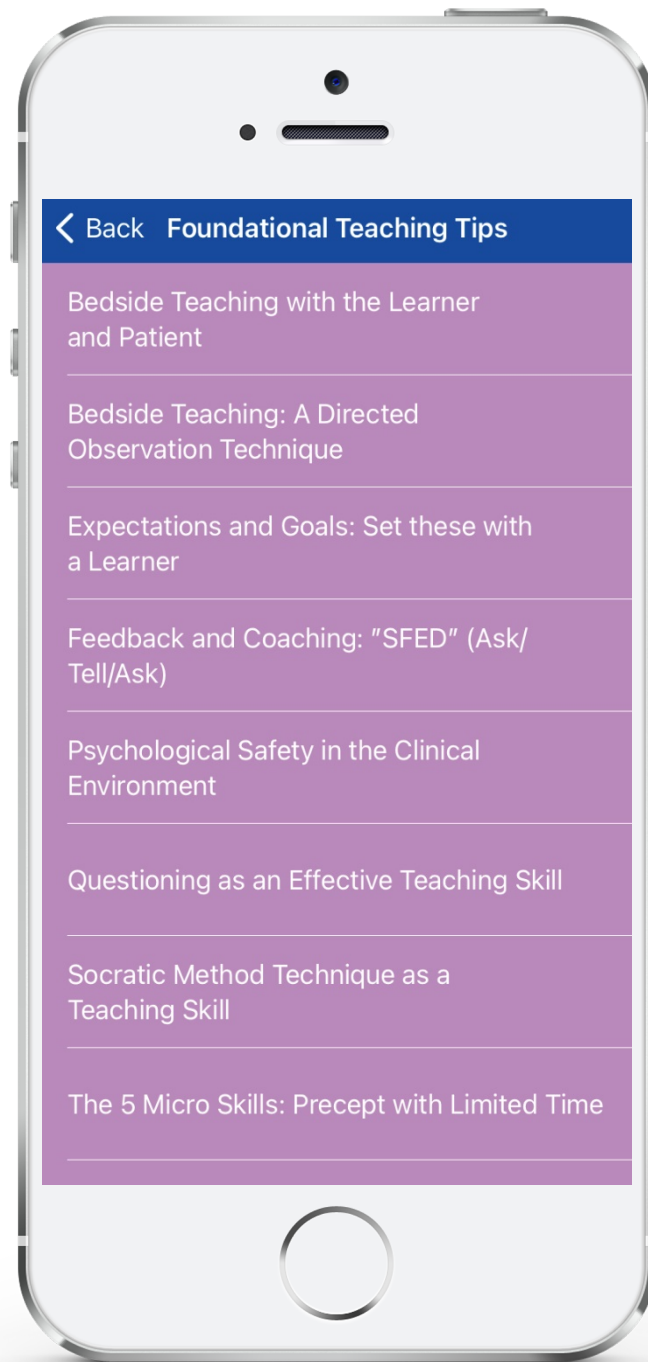 Back Foundational Teaching Tips
Bedside Teaching with the Learner
and Patient
Bedside Teaching: A Directed
Observation Technique
Expectations and Goals: Set these with
a Learner
Feedback and Coaching: ”SFED” (Ask/
Tell/Ask)
Psychological Safety in the Clinical
Environment
Questioning as an Effective Teaching Skill
Socratic Method Technique as a
Teaching Skill
The 5 Micro Skills: Precept with Limited Time